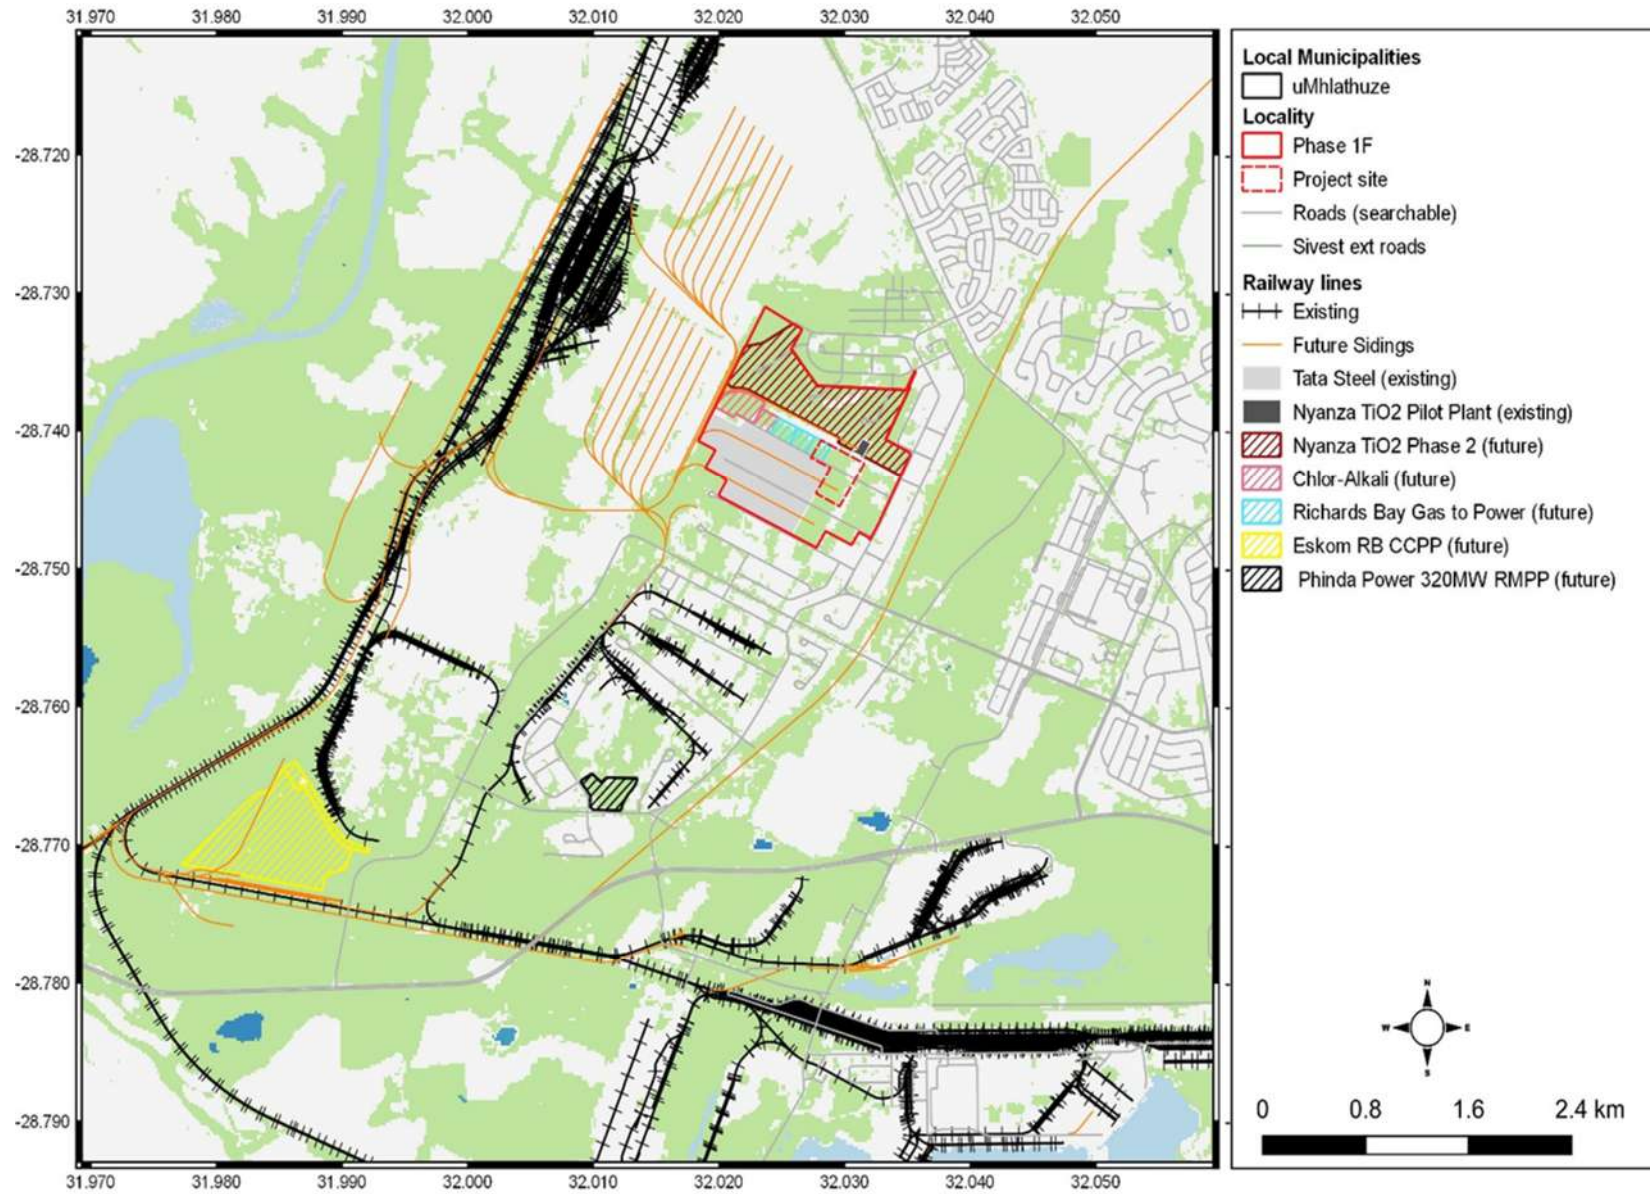 31.970 31.980 31.990 32.000 32.010 32.020 32.030 32.040 32.050
-28.720
-28.730
-28.740
-28.750
-28.760
-28.770
-28.780
-28.790
31.970 31.980 31.990 32.000 32.010 32.020 32.030 32.040 32.050
Local Municipalities
uMhlathuze
Locality
Phase 1F
Project site
Roads (searchable)
Sivest ext roads
Railway lines
Existing
Future Sidings
Tata Steel (existing)
Nyanza TiO2 Pilot Plant (existing)
Nyanza TiO2 Phase 2 (future)
Chlor-Alkali (future)
Richards Bay Gas to Power (future)
Eskom RB CCPP (future)
Phinda Power 320MW RMPP (future)
N
W E
S
0 0.8 1.6 2.4 km